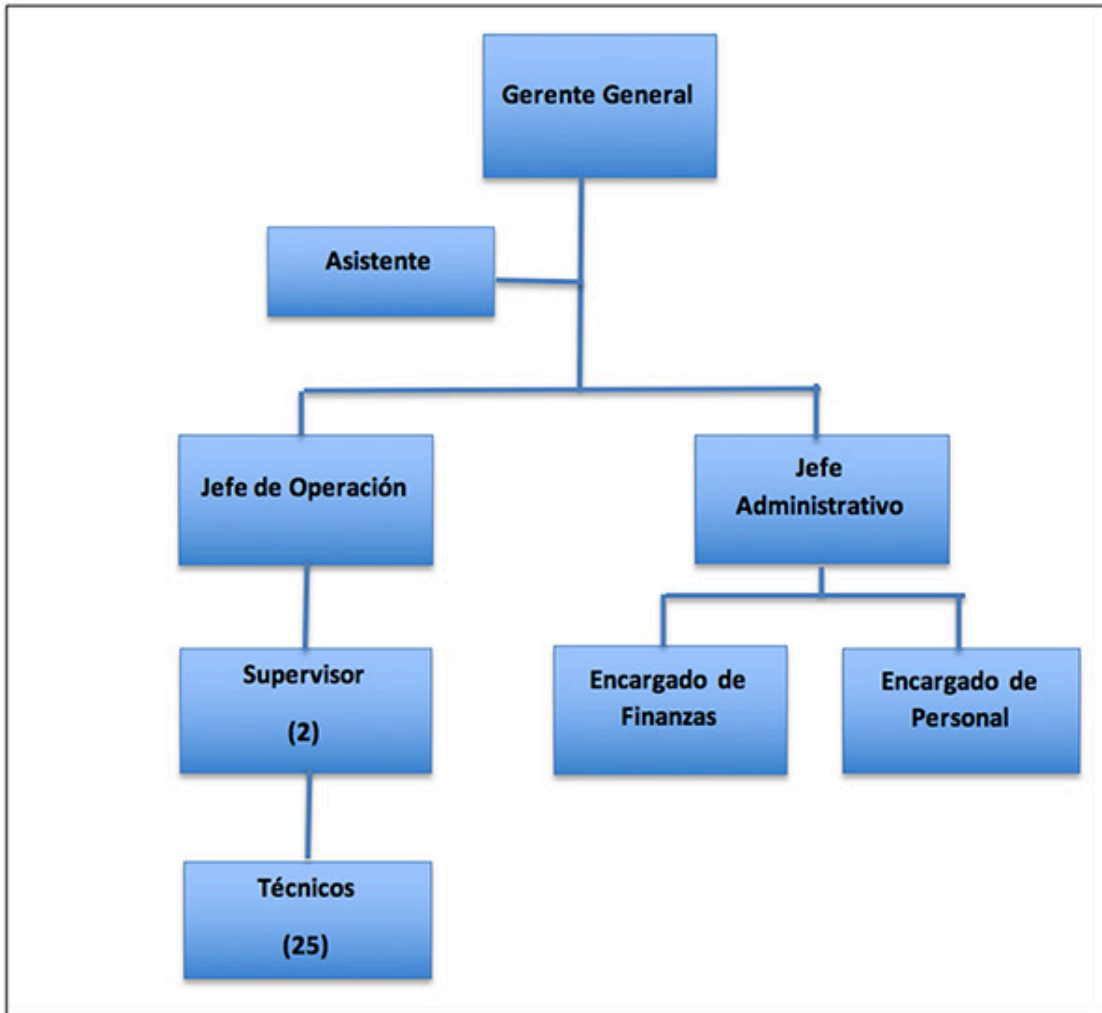 Gerente General
Asistente
Jefe de Operación
Jefe
Administrativo
Supervisor
(2)
Encargado de
Finanzas
Encargado de
Personal
Técnicos
(25)